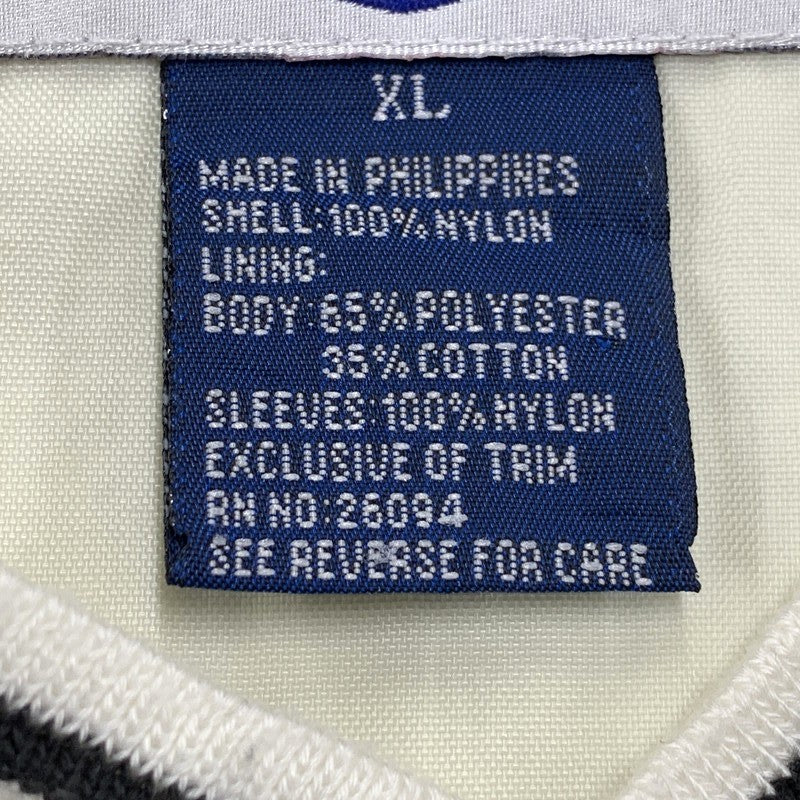 XL
MADE IN PHILIPPINES
SHELL:100% NYLON
LINING:
BODY:65% POLYESTER
35% COTTON
SLEEVES:100% NYLON
EXCLUSIVE OF TRIM
RN NO:26094
SEE REVERSE FOR CARE